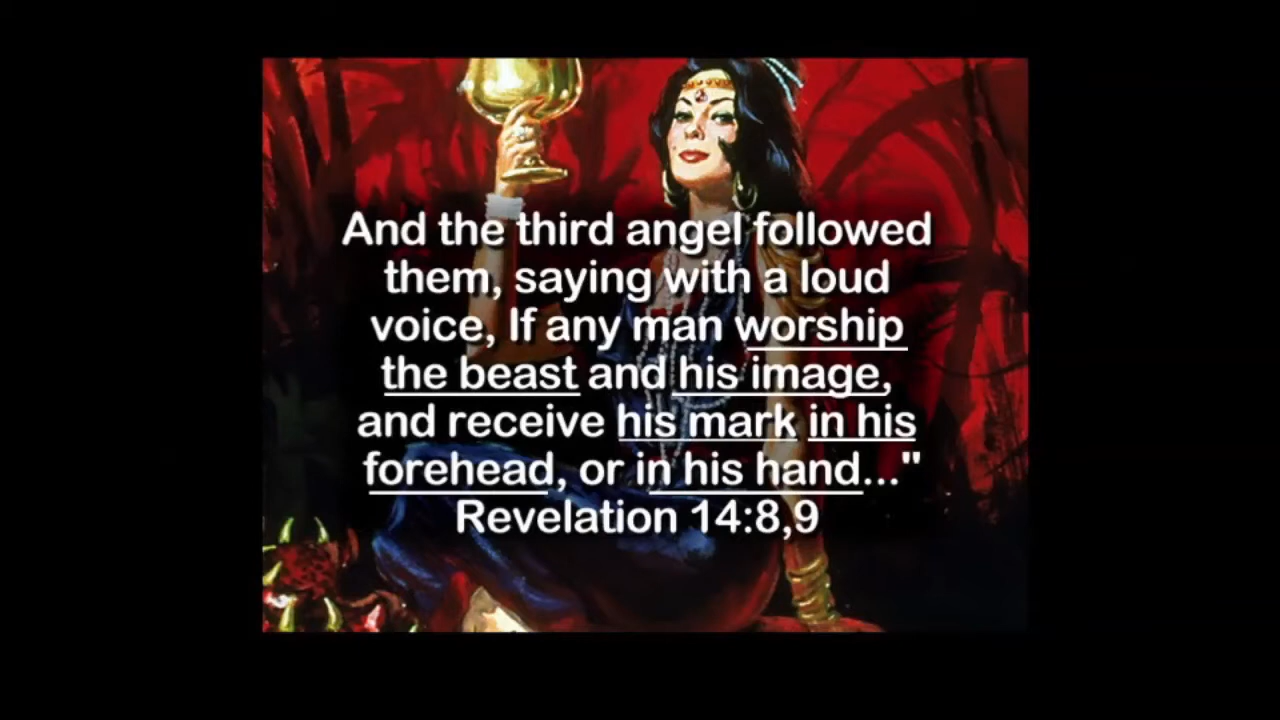 And the third angel followed
them, saying with a loud
voice, If any man worship
the beast and his image,
and receive his mark in his
forehead, or in his hand..."
Revelation 14:8,9